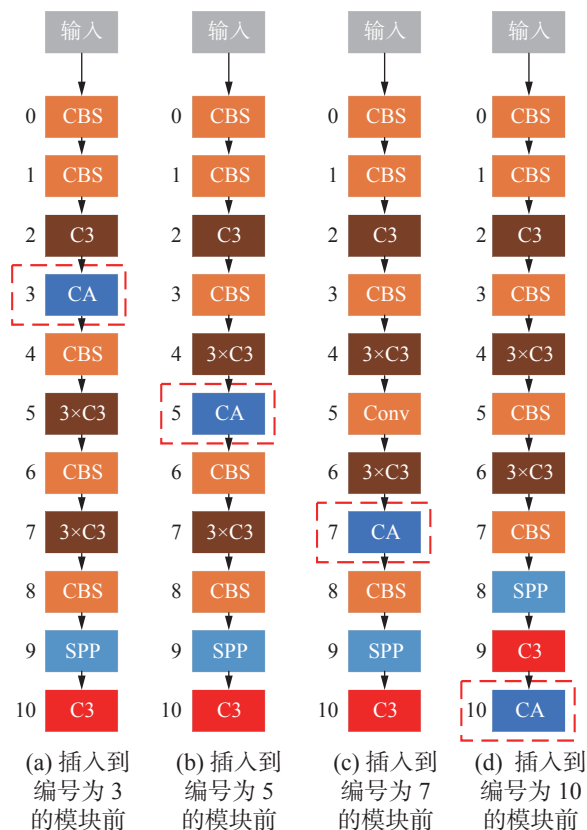 输入 输入 输入 输入
0 CBS 0 CBS 0 CBS 0 CBS
1 CBS 1 CBS 1 CBS 1 CBS
2 C3 2 C3 2 C3 2 C3
3 CA 3 CBS 3 CBS 3 CBS
4 CBS 4 3×C3 4 3×C3 4 3×C3
5 3×C3 5 CA 5 Conv 5 CBS
6 CBS 6 CBS 6 3×C3 6 3×C3
7 3×C3 7 3×C3 7 CA 7 CBS
8 CBS 8 CBS 8 CBS 8 SPP
9 SPP 9 SPP 9 SPP 9 C3
10 C3 10 C3 10 C3 10 CA
(a) 插入到
编号为 3
的模块前
(b) 插入到
编号为 5
的模块前
(c) 插入到
编号为 7
的模块前
(d) 插入到
编号为 10
的模块前